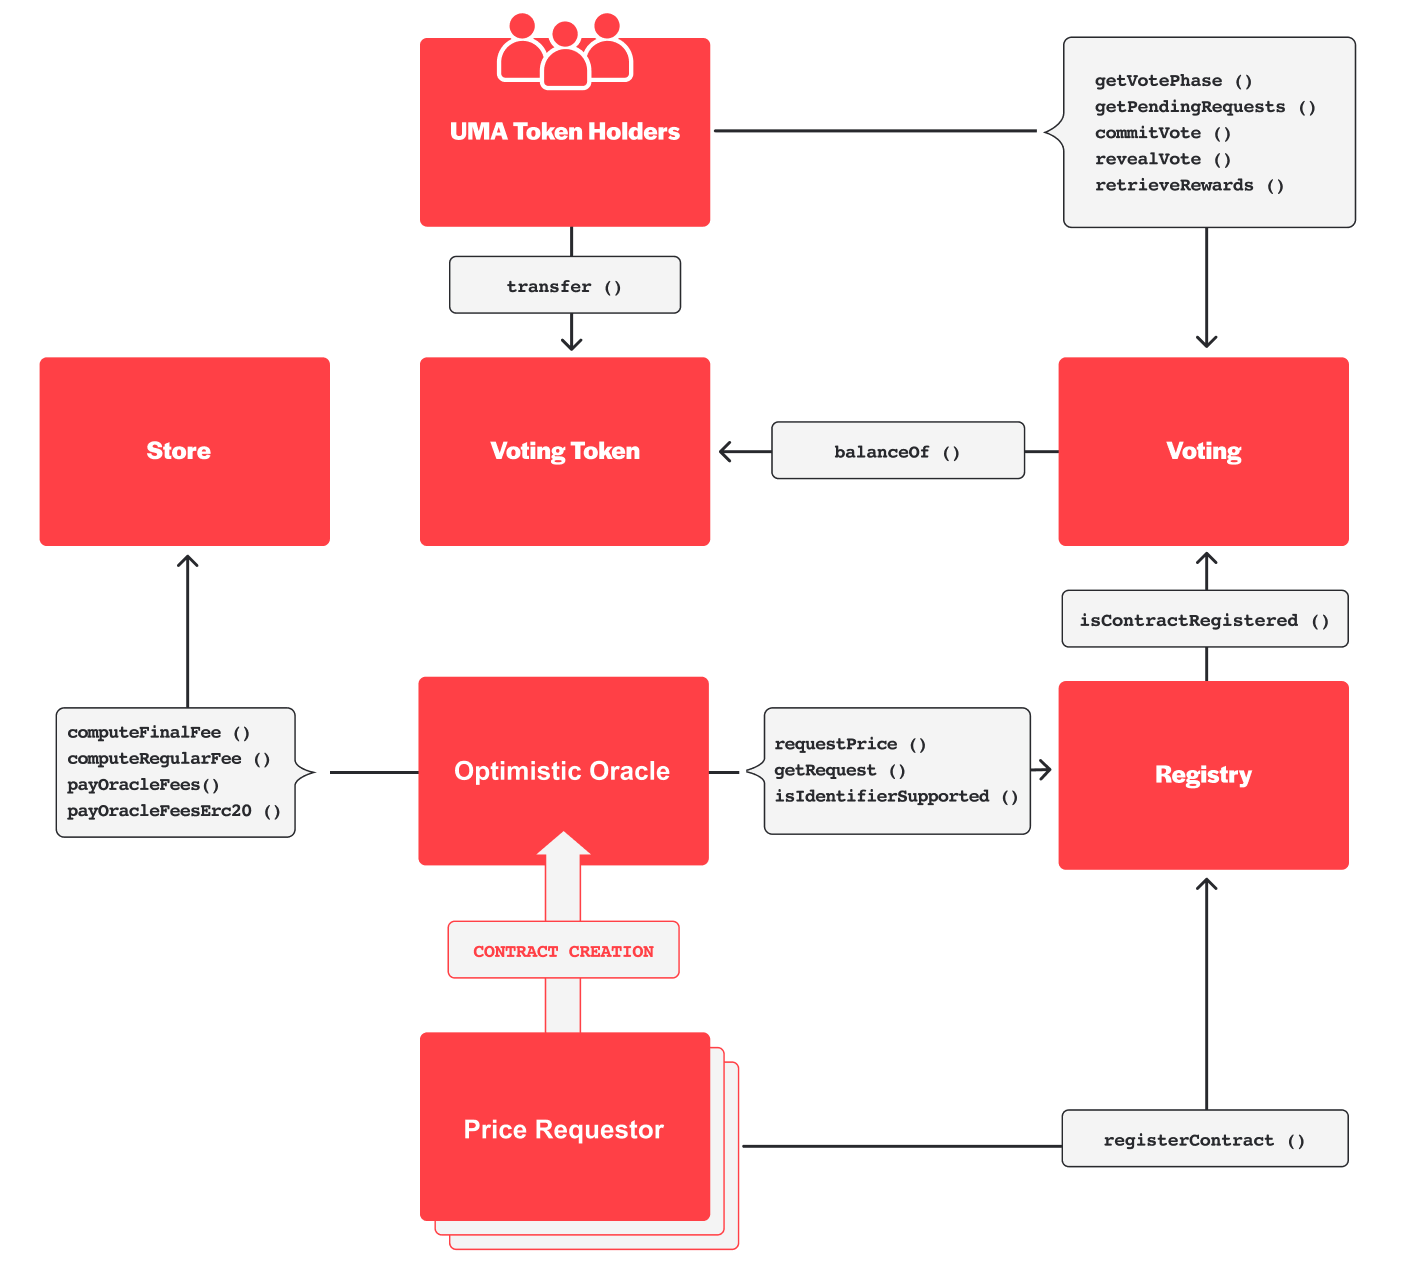 UMA Token Holders
getVotePhase ()
getPendingRequests ()
commitVote ()
revealVote ()
retrieveRewards ()
transfer ()
Store
Voting Token
balanceOf ()
Voting
isContractRegistered ()
computeFinalFee ()
computeRegularFee ()
payOracleFees()
payOracleFeesErc20 ()
Optimistic Oracle
requestPrice ()
getRequest ()
isIdentifierSupported ()
Registry
CONTRACT CREATION
Price Requestor
registerContract ()